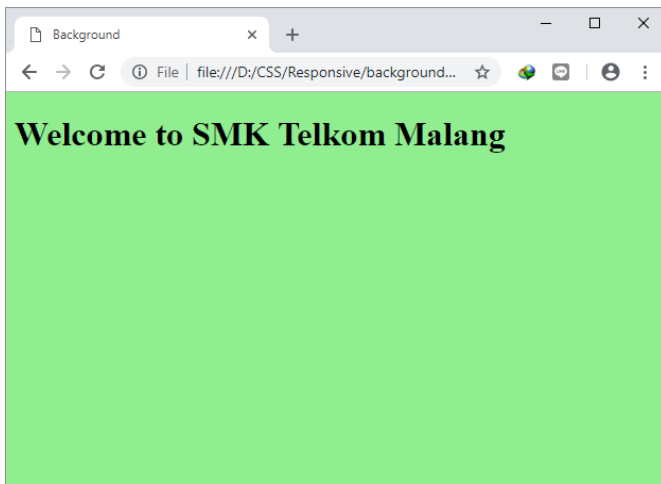 Background
File file:///D:/CSS/Responsive/background...
Welcome to SMK Telkom Malang